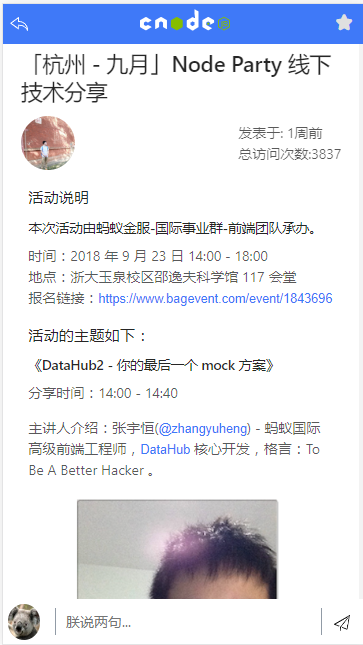 cnode
「杭州 - 九月」Node Party 线下
技术分享
发表于: 1周前
总访问次数:3837
活动说明
本次活动由蚂蚁金服-国际事业群-前端团队承办。
时间：2018 年 9 月 23 日 14:00 - 18:00
地点：浙大玉泉校区邵逸夫科学馆 117 会堂
报名链接：https://www.bagevent.com/event/1843696
活动的主题如下：
《DataHub2 - 你的最后一个 mock 方案》
分享时间：14:00 - 14:40
主讲人介绍：张宇恒(@zhangyuheng) - 蚂蚁国际
高级前端工程师，DataHub 核心开发，格言：To
Be A Better Hacker 。
朕说两句...